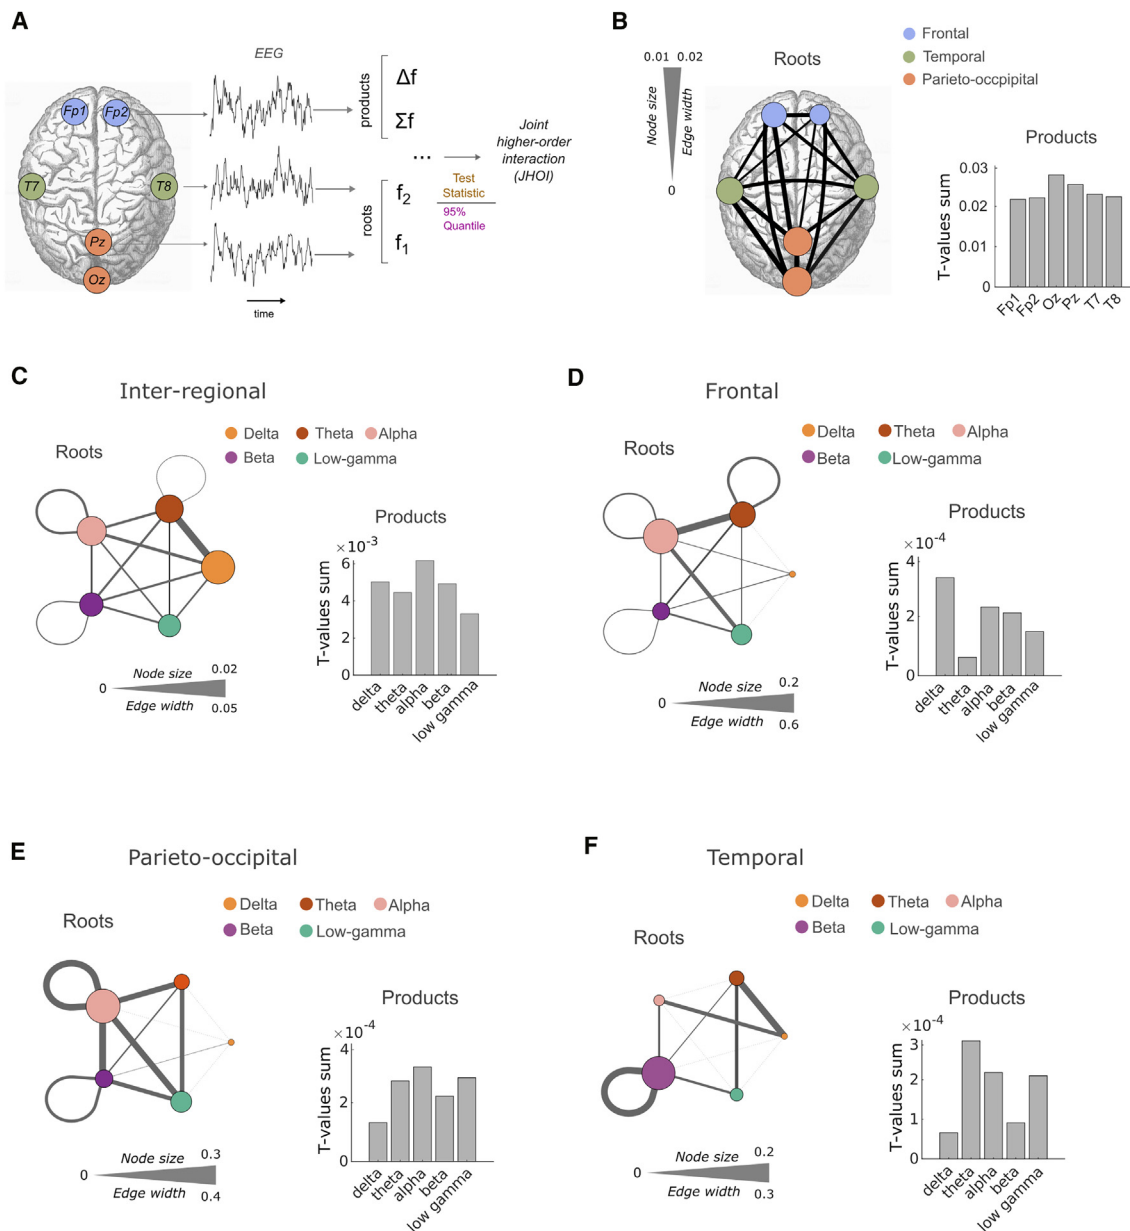 A
EEG
Fp1
Fp2
T7
T8
Pz
Oz
time
products
Δf
Σf
...
roots
f2
f1
Test
Statistic
95%
Quantile
Joint
higher-order
interaction
(JHOI)
B
Frontal
Temporal
Parieto-occpipital
0.01 0.02
Node size
Edge width
0
Roots
Products
T-values sum
0.03
0.02
0.01
0
Fp1
Fp2
Oz
Pz
T7
T8
C
Inter-regional
Delta Theta Alpha
Beta Low-gamma
Roots
Products
×10-3
T-values sum
6
4
2
0
delta
theta
alpha
beta
low gamma
0
Node size
Edge width
0.02
0.05
D
Frontal
Delta Theta Alpha
Beta Low-gamma
Roots
Products
×10-4
T-values sum
4
2
0
delta
theta
alpha
beta
low gamma
0
Node size
Edge width
0.2
0.6
E
Parieto-occipital
Delta Theta Alpha
Beta Low-gamma
Roots
Products
×10-4
T-values sum
4
2
0
delta
theta
alpha
beta
low gamma
0
Node size
Edge width
0.3
0.4
F
Temporal
Delta Theta Alpha
Beta Low-gamma
Roots
Products
×10-4
T-values sum
3
2
1
0
delta
theta
alpha
beta
low gamma
0
Node size
Edge width
0.2
0.3